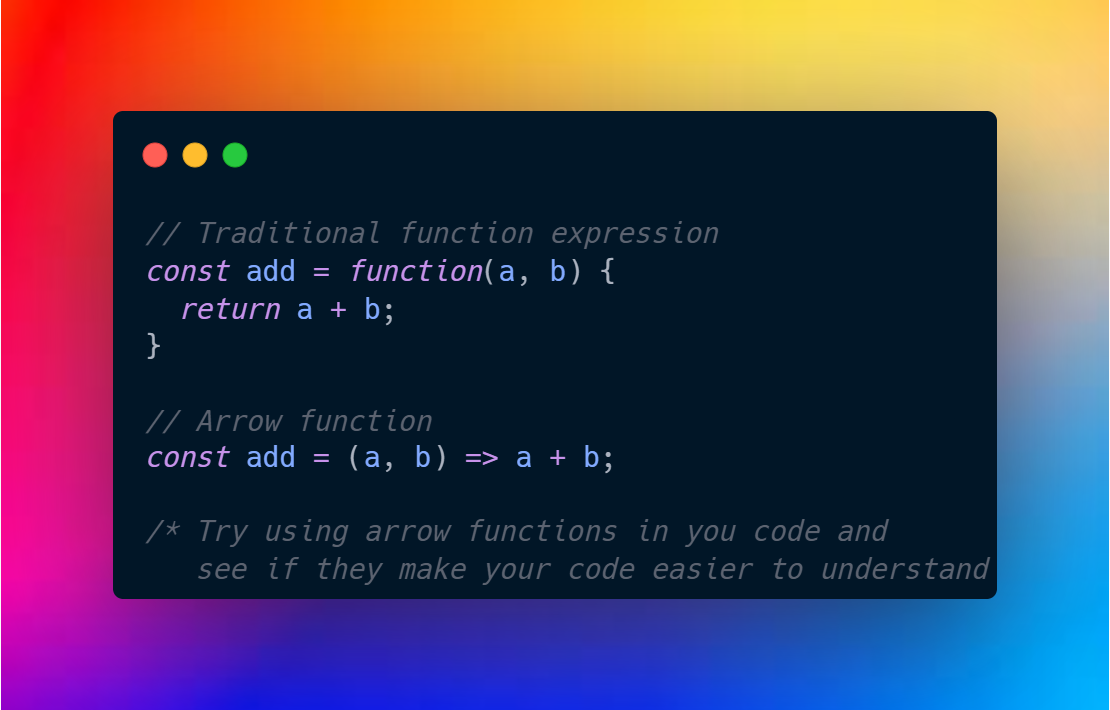 // Traditional function expression
const add = function(a, b) {
  return a + b;
}
// Arrow function
const add = (a, b) => a + b;
/* Try using arrow functions in you code and
   see if they make your code easier to understand